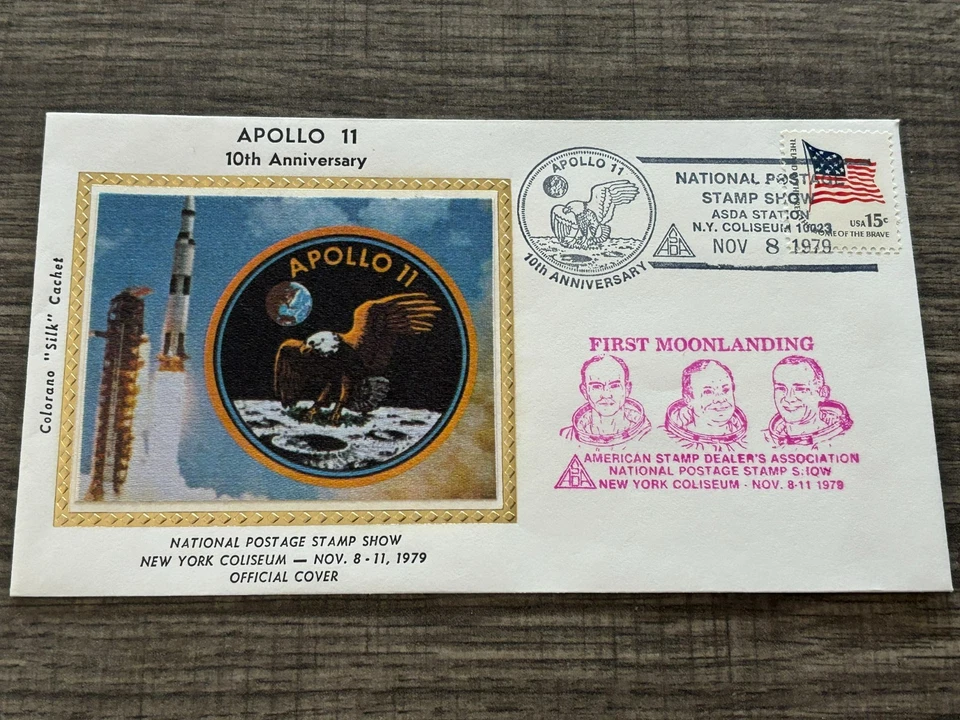 APOLLO 11
10th Anniversary
Colorano "Silk" Cachet
APOLLO 11
NATIONAL POSTAGE STAMP SHOW
NEW YORK COLISEUM — NOV. 8 - 11, 1979
OFFICIAL COVER
APOLLO 11
10th ANNIVERSARY
NATIONAL POSTAGE
STAMP SHOW
ASDA STATION
N.Y. COLISEUM 10023
ASDA
NOV 8 1979
USA 15c
HOME OF THE BRAVE
FIRST MOONLANDING
AMERICAN STAMP DEALER'S ASSOCIATION
NATIONAL POSTAGE STAMP SHOW
ASDA
NEW YORK COLISEUM - NOV. 8-11 1979